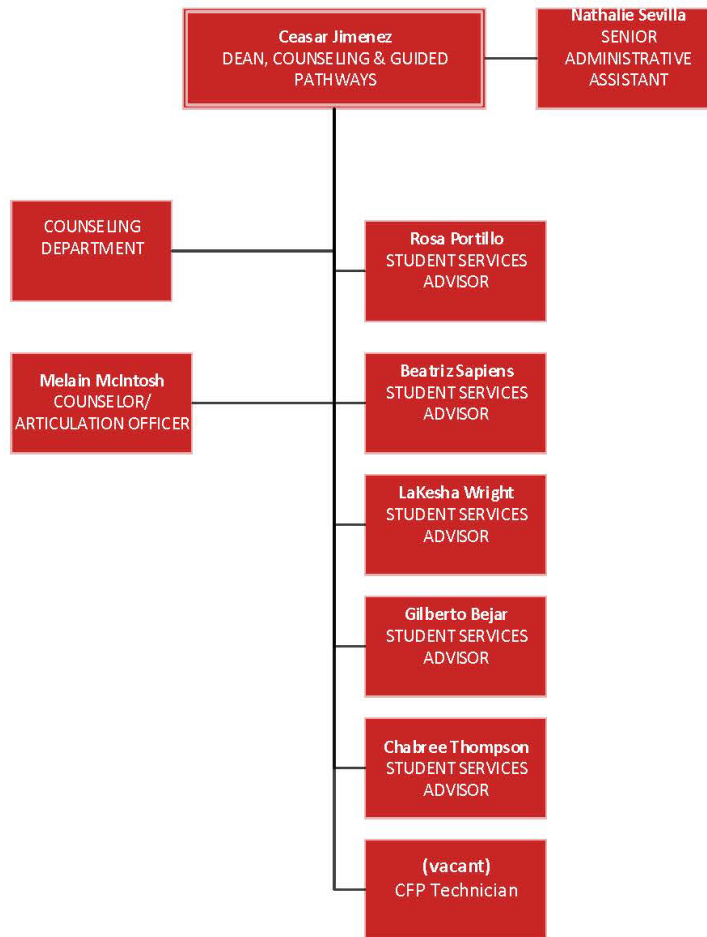 Ceasar Jimenez
DEAN, COUNSELING & GUIDED
PATHWAYS
Nathalie Sevilla
SENIOR
ADMINISTRATIVE
ASSISTANT
COUNSELING
DEPARTMENT
Rosa Portillo
STUDENT SERVICES
ADVISOR
Melain McIntosh
COUNSELOR/
ARTICULATION OFFICER
Beatriz Sapiens
STUDENT SERVICES
ADVISOR
LaKesha Wright
STUDENT SERVICES
ADVISOR
Gilberto Bejar
STUDENT SERVICES
ADVISOR
Chabree Thompson
STUDENT SERVICES
ADVISOR
(vacant)
CFP Technician